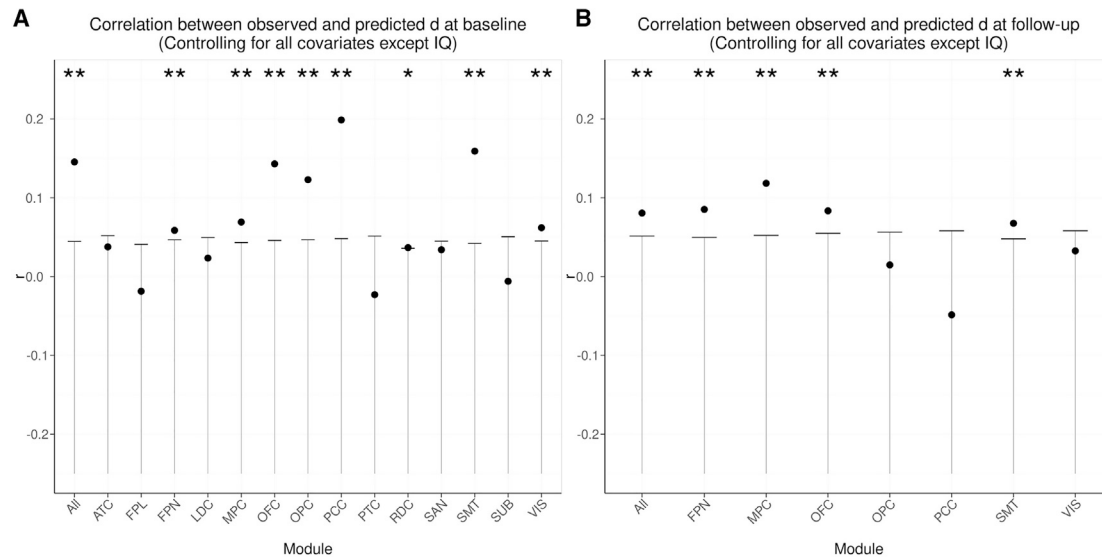 A
Correlation between observed and predicted d at baseline
(Controlling for all covariates except IQ)
** ** ** ** ** ** * ** **
0.2
0.1
r
0.0
-0.1
-0.2
All ATC FPL FPN LDC MPC OFC OPC PCC PTC RDC SAN SMT SUB VIS
Module
B
Correlation between observed and predicted d at follow-up
(Controlling for all covariates except IQ)
** ** ** ** **
0.2
0.1
r
0.0
-0.1
-0.2
All FPN MPC OFC OPC PCC SMT VIS
Module